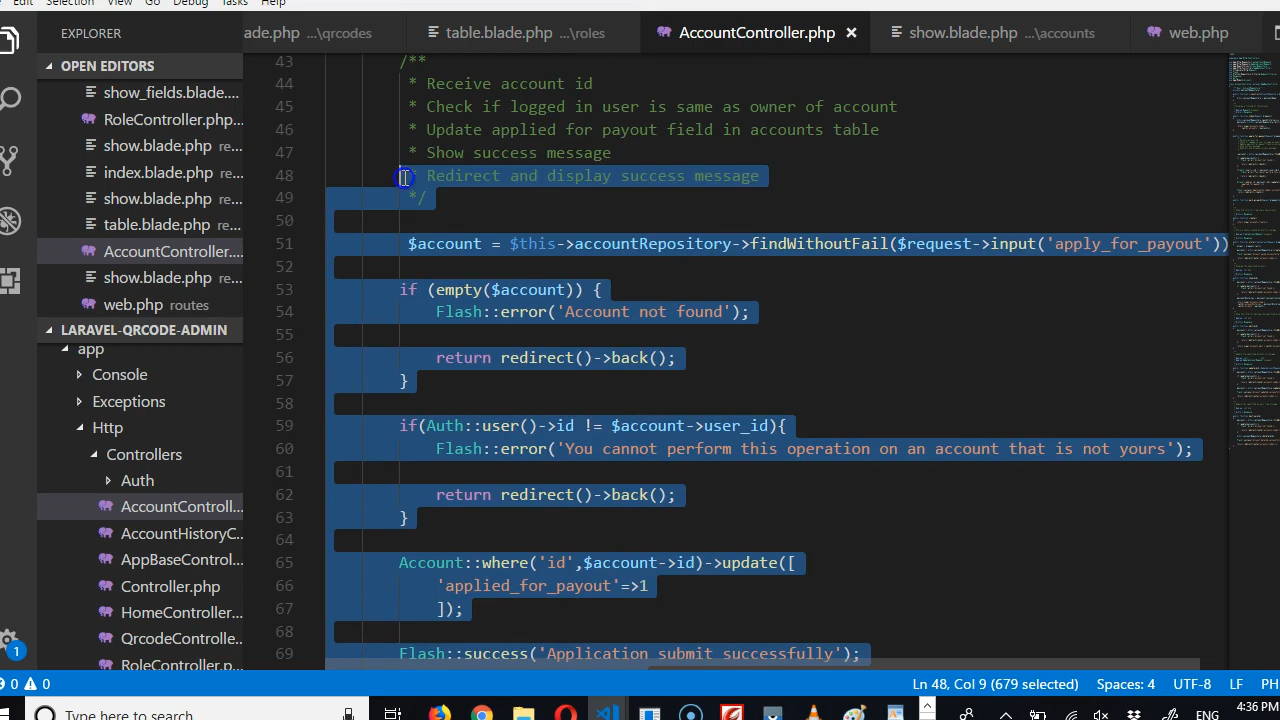 Edit Selection View Go Debug Tasks Help
EXPLORER
ade.php ...\qrcodes
table.blade.php ...\roles
AccountController.php
show.blade.php ...\accounts
web.php
OPEN EDITORS
show_fields.blade....
RoleController.php...
show.blade.php re...
index.blade.php re...
show.blade.php re...
table.blade.php re...
AccountController....
show.blade.php re...
web.php routes
LARAVEL-QRCODE-ADMIN
app
Console
Exceptions
Http
Controllers
Auth
AccountControll...
AccountHistoryC...
AppBaseControl...
Controller.php
HomeController...
QrcodeControlle...
RoleController.p...
43 /**
44 * Receive account id
45 * Check if logged in user is same as owner of account
46 * Update applied for payout field in accounts table
47 * Show success message
48 Redirect and display success message
49 */
50
51 $account = $this->accountRepository->findWithoutFail($request->input('apply_for_payout'))
52
53 if (empty($account)) {
54 Flash::error('Account not found');
55
56 return redirect()->back();
57 }
58
59 if(Auth::user()->id != $account->user_id){
60 Flash::error('You cannot perform this operation on an account that is not yours');
61
62 return redirect()->back();
63 }
64
65 Account::where('id',$account->id)->update([
66 'applied_for_payout'=>1
67 ]);
68
69 Flash::success('Application submit successfully');
1
0 0
Ln 48, Col 9 (679 selected) Spaces: 4 UTF-8 LF PH
Type here to search
ENG
4:36 PM